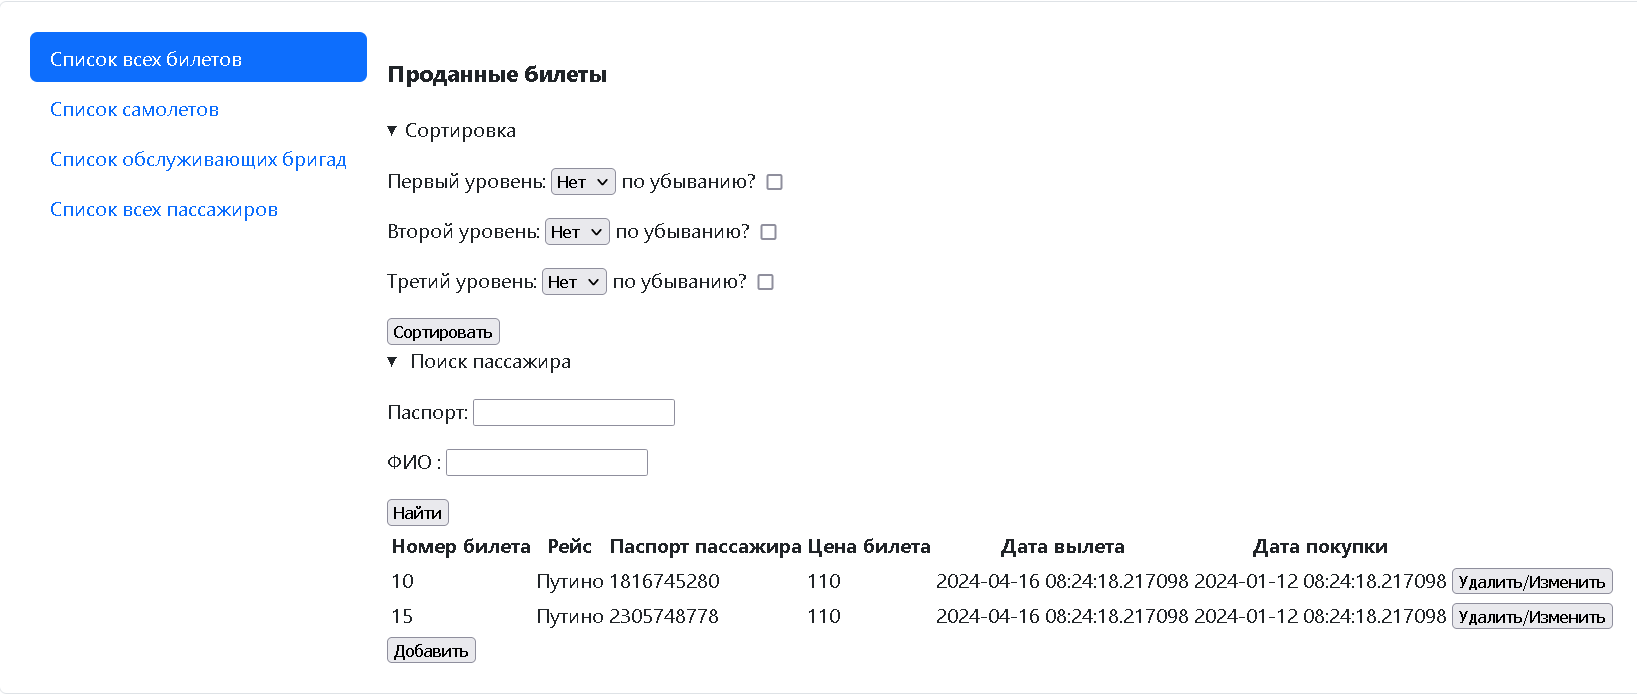 Список всех билетов
Список самолетов
Список обслуживающих бригад
Список всех пассажиров
Проданные билеты
Сортировка
Первый уровень: Нет по убыванию?
Второй уровень: Нет по убыванию?
Третий уровень: Нет по убыванию?
Сортировать
Поиск пассажира
Паспорт:
ФИО :
Найти
Номер билета Рейс Паспорт пассажира Цена билета Дата вылета Дата покупки
10 Путино 1816745280 110 2024-04-16 08:24:18.217098 2024-01-12 08:24:18.217098 Удалить/Изменить
15 Путино 2305748778 110 2024-04-16 08:24:18.217098 2024-01-12 08:24:18.217098 Удалить/Изменить
Добавить